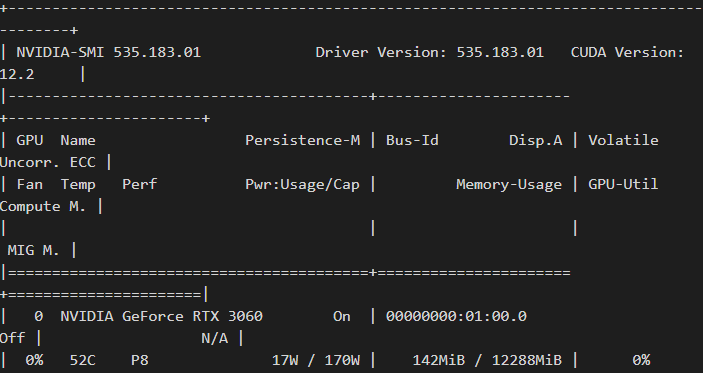 +---------------------------------------------------------------------------------------+
| NVIDIA-SMI 535.183.01             Driver Version: 535.183.01   CUDA Version:
12.2     |
|-----------------------------------------+----------------------
+----------------------+
| GPU  Name                 Persistence-M | Bus-Id        Disp.A | Volatile
Uncorr. ECC |
| Fan  Temp   Perf          Pwr:Usage/Cap |         Memory-Usage | GPU-Util
Compute M. |
|                                         |                      |
 MIG M. |
|=========================================+======================
+======================|
|   0  NVIDIA GeForce RTX 3060        On  | 00000000:01:00.0
Off |                  N/A |
| 0%   52C    P8              17W / 170W |    142MiB / 12288MiB |      0%